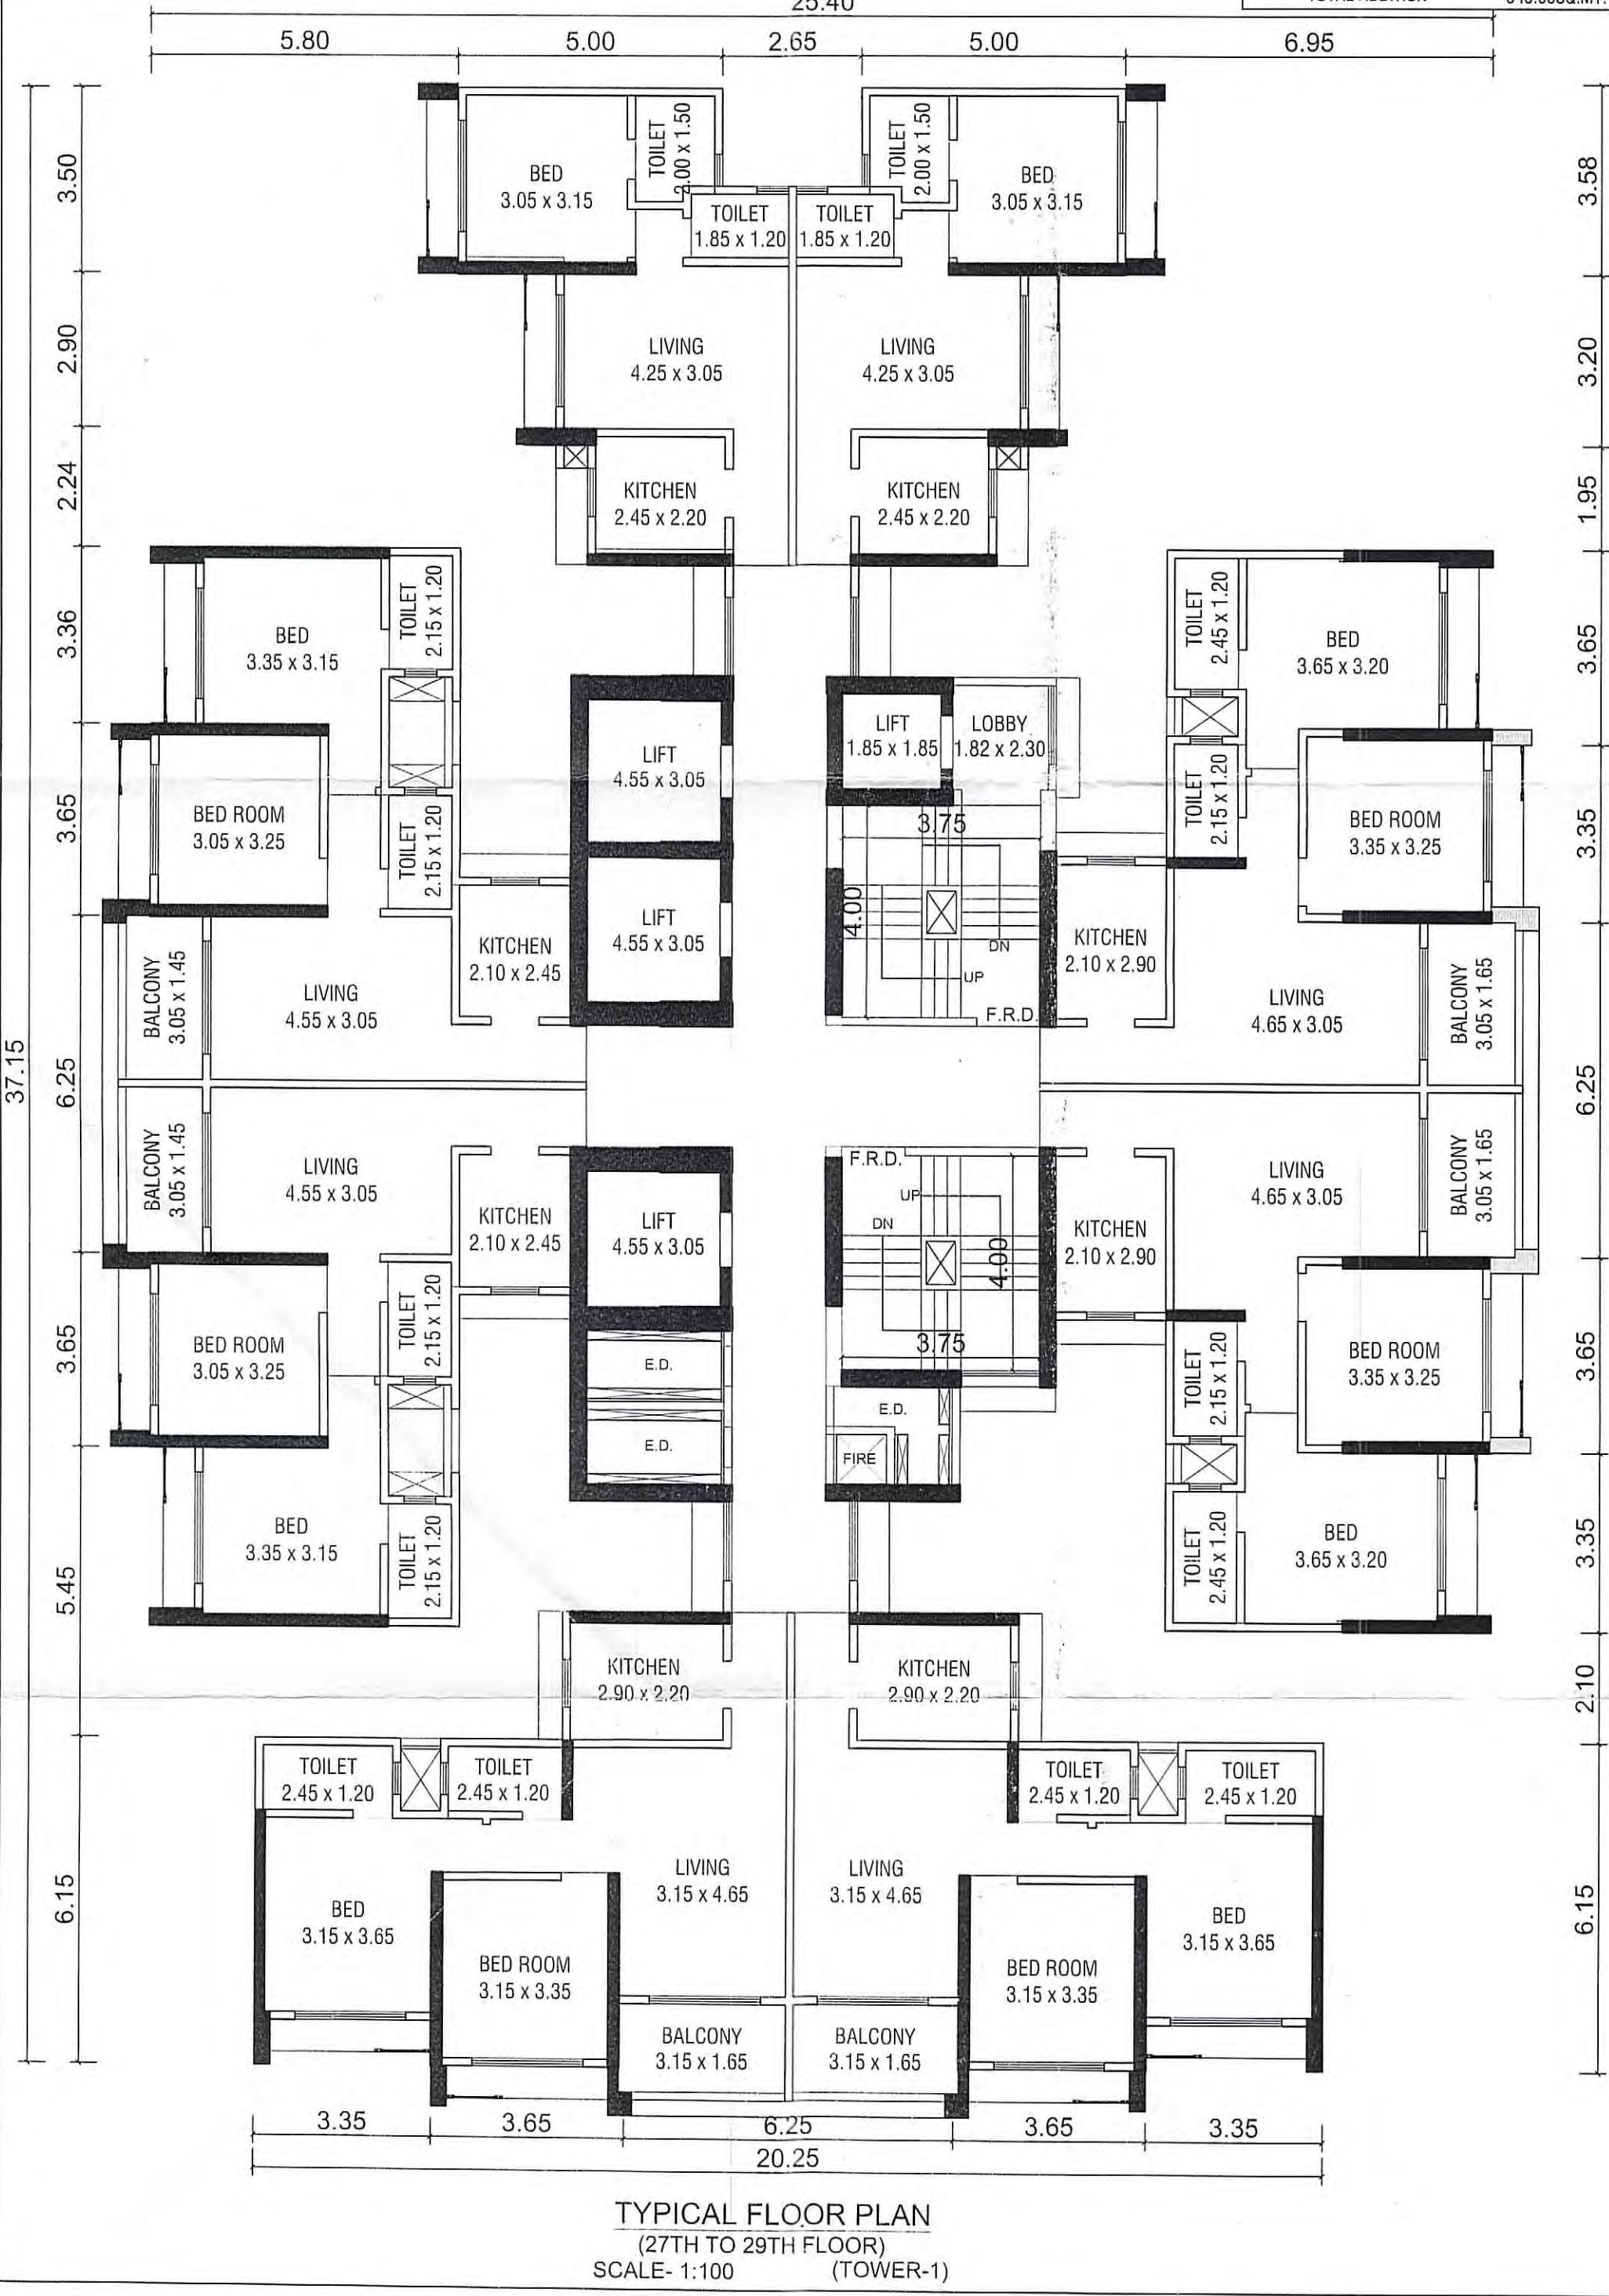 25.40
5.80 5.00 2.65 5.00 6.95
3.50
2.90
2.24
3.36
3.65
6.25
3.65
5.45
6.15
37.15
3.58
3.20
1.95
3.65
3.35
6.25
3.65
3.35
2.10
6.15
BED
3.05 x 3.15
TOILET
2.00 x 1.50
TOILET
2.00 x 1.50
BED
3.05 x 3.15
TOILET
1.85 x 1.20
TOILET
1.85 x 1.20
LIVING
4.25 x 3.05
LIVING
4.25 x 3.05
KITCHEN
2.45 x 2.20
KITCHEN
2.45 x 2.20
BED
3.35 x 3.15
TOILET
2.15 x 1.20
TOILET
2.45 x 1.20
BED
3.65 x 3.20
LIFT
4.55 x 3.05
LIFT
1.85 x 1.85
LOBBY
1.82 x 2.30
BED ROOM
3.05 x 3.25
TOILET
2.15 x 1.20
3.75
4.00
TOILET
2.15 x 1.20
BED ROOM
3.35 x 3.25
LIFT
4.55 x 3.05
DN
UP
F.R.D.
KITCHEN
2.10 x 2.45
KITCHEN
2.10 x 2.90
BALCONY
3.05 x 1.45
LIVING
4.55 x 3.05
LIVING
4.65 x 3.05
BALCONY
3.05 x 1.65
BALCONY
3.05 x 1.45
LIVING
4.55 x 3.05
KITCHEN
2.10 x 2.45
LIFT
4.55 x 3.05
F.R.D.
UP
DN
4.00
3.75
KITCHEN
2.10 x 2.90
LIVING
4.65 x 3.05
BALCONY
3.05 x 1.65
BED ROOM
3.05 x 3.25
TOILET
2.15 x 1.20
E.D.
E.D.
E.D.
FIRE
TOILET
2.15 x 1.20
BED ROOM
3.35 x 3.25
BED
3.35 x 3.15
TOILET
2.15 x 1.20
TOILET
2.45 x 1.20
BED
3.65 x 3.20
KITCHEN
2.90 x 2.20
KITCHEN
2.90 x 2.20
TOILET
2.45 x 1.20
TOILET
2.45 x 1.20
TOILET
2.45 x 1.20
TOILET
2.45 x 1.20
LIVING
3.15 x 4.65
LIVING
3.15 x 4.65
BED
3.15 x 3.65
BED ROOM
3.15 x 3.35
BED ROOM
3.15 x 3.35
BED
3.15 x 3.65
BALCONY
3.15 x 1.65
BALCONY
3.15 x 1.65
3.35 3.65 6.25 3.65 3.35
20.25
TYPICAL FLOOR PLAN
(27TH TO 29TH FLOOR)
SCALE- 1:100 (TOWER-1)